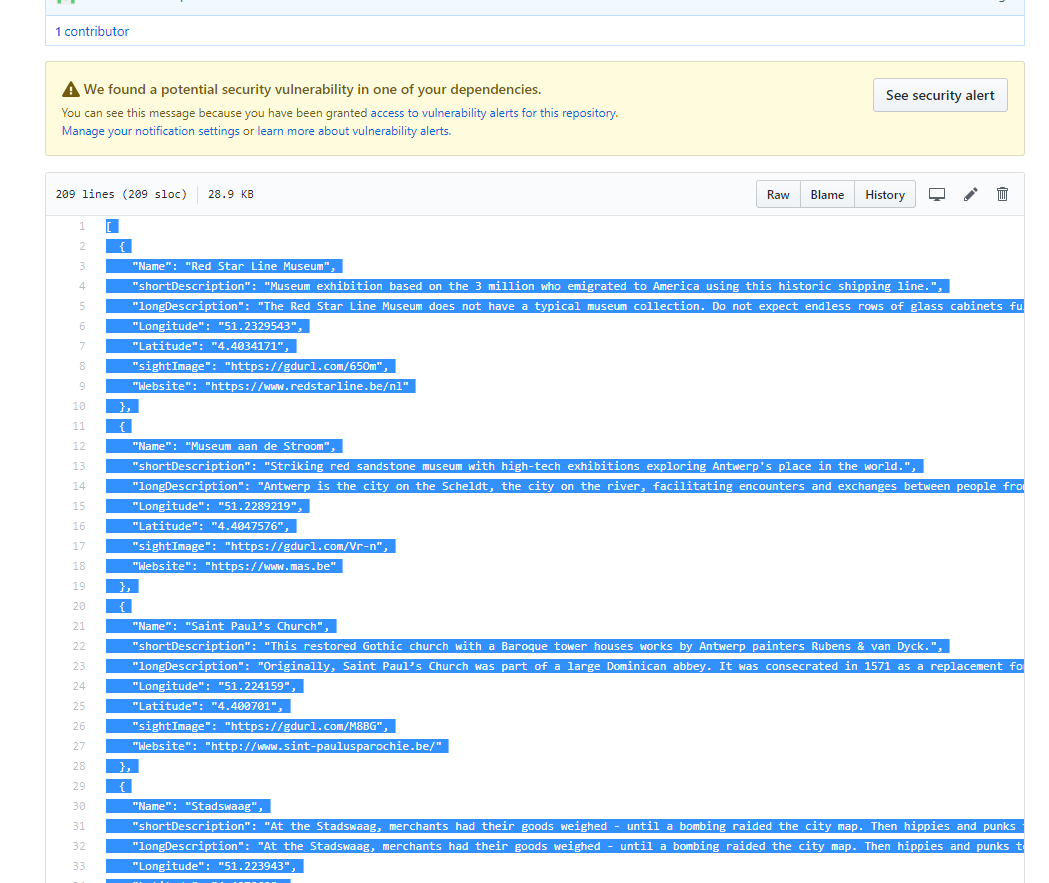 1 contributor
We found a potential security vulnerability in one of your dependencies.
You can see this message because you have been granted access to vulnerability alerts for this repository.
Manage your notification settings or learn more about vulnerability alerts.
See security alert
209 lines (209 sloc) 28.9 KB
Raw Blame History
1 [
2 {
3 "Name": "Red Star Line Museum",
4 "shortDescription": "Museum exhibition based on the 3 million who emigrated to America using this historic shipping line.",
5 "longDescription": "The Red Star Line Museum does not have a typical museum collection. Do not expect endless rows of glass cabinets fu
6 "Longitude": "51.2329543",
7 "Latitude": "4.4034171",
8 "sightImage": "https://gdurl.com/65Om",
9 "Website": "https://www.redstarline.be/nl"
10 },
11 {
12 "Name": "Museum aan de Stroom",
13 "shortDescription": "Striking red sandstone museum with high-tech exhibitions exploring Antwerp's place in the world.",
14 "longDescription": "Antwerp is the city on the Scheldt, the city on the river, facilitating encounters and exchanges between people fro
15 "Longitude": "51.2289219",
16 "Latitude": "4.4047576",
17 "sightImage": "https://gdurl.com/Vr-n",
18 "Website": "https://www.mas.be"
19 },
20 {
21 "Name": "Saint Paul’s Church",
22 "shortDescription": "This restored Gothic church with a Baroque tower houses works by Antwerp painters Rubens & van Dyck.",
23 "longDescription": "Originally, Saint Paul’s Church was part of a large Dominican abbey. It was consecrated in 1571 as a replacement fo
24 "Longitude": "51.224159",
25 "Latitude": "4.400701",
26 "sightImage": "https://gdurl.com/M8BG",
27 "Website": "http://www.sint-paulusparochie.be/"
28 },
29 {
30 "Name": "Stadswaag",
31 "shortDescription": "At the Stadswaag, merchants had their goods weighed - until a bombing raided the city map. Then hippies and punks
32 "longDescription": "At the Stadswaag, merchants had their goods weighed - until a bombing raided the city map. Then hippies and punks t
33 "Longitude": "51.223943",